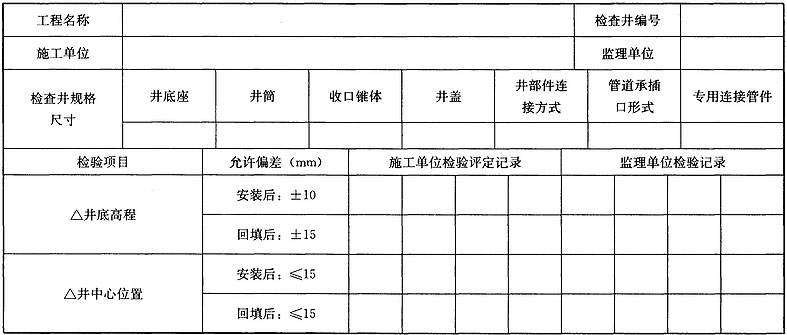 工程名称 检查井编号
施工单位 监理单位
检查井规格
尺寸
井底座 井筒 收口锥体 井盖 井部件连
接方式 管道承插
口形式 专用连接管件
检验项目 允许偏差（mm） 施工单位检验评定记录 监理单位检验记录
△井底高程 安装后：±10
回填后：±15
△井中心位置 安装后：≤15
回填后：≤15